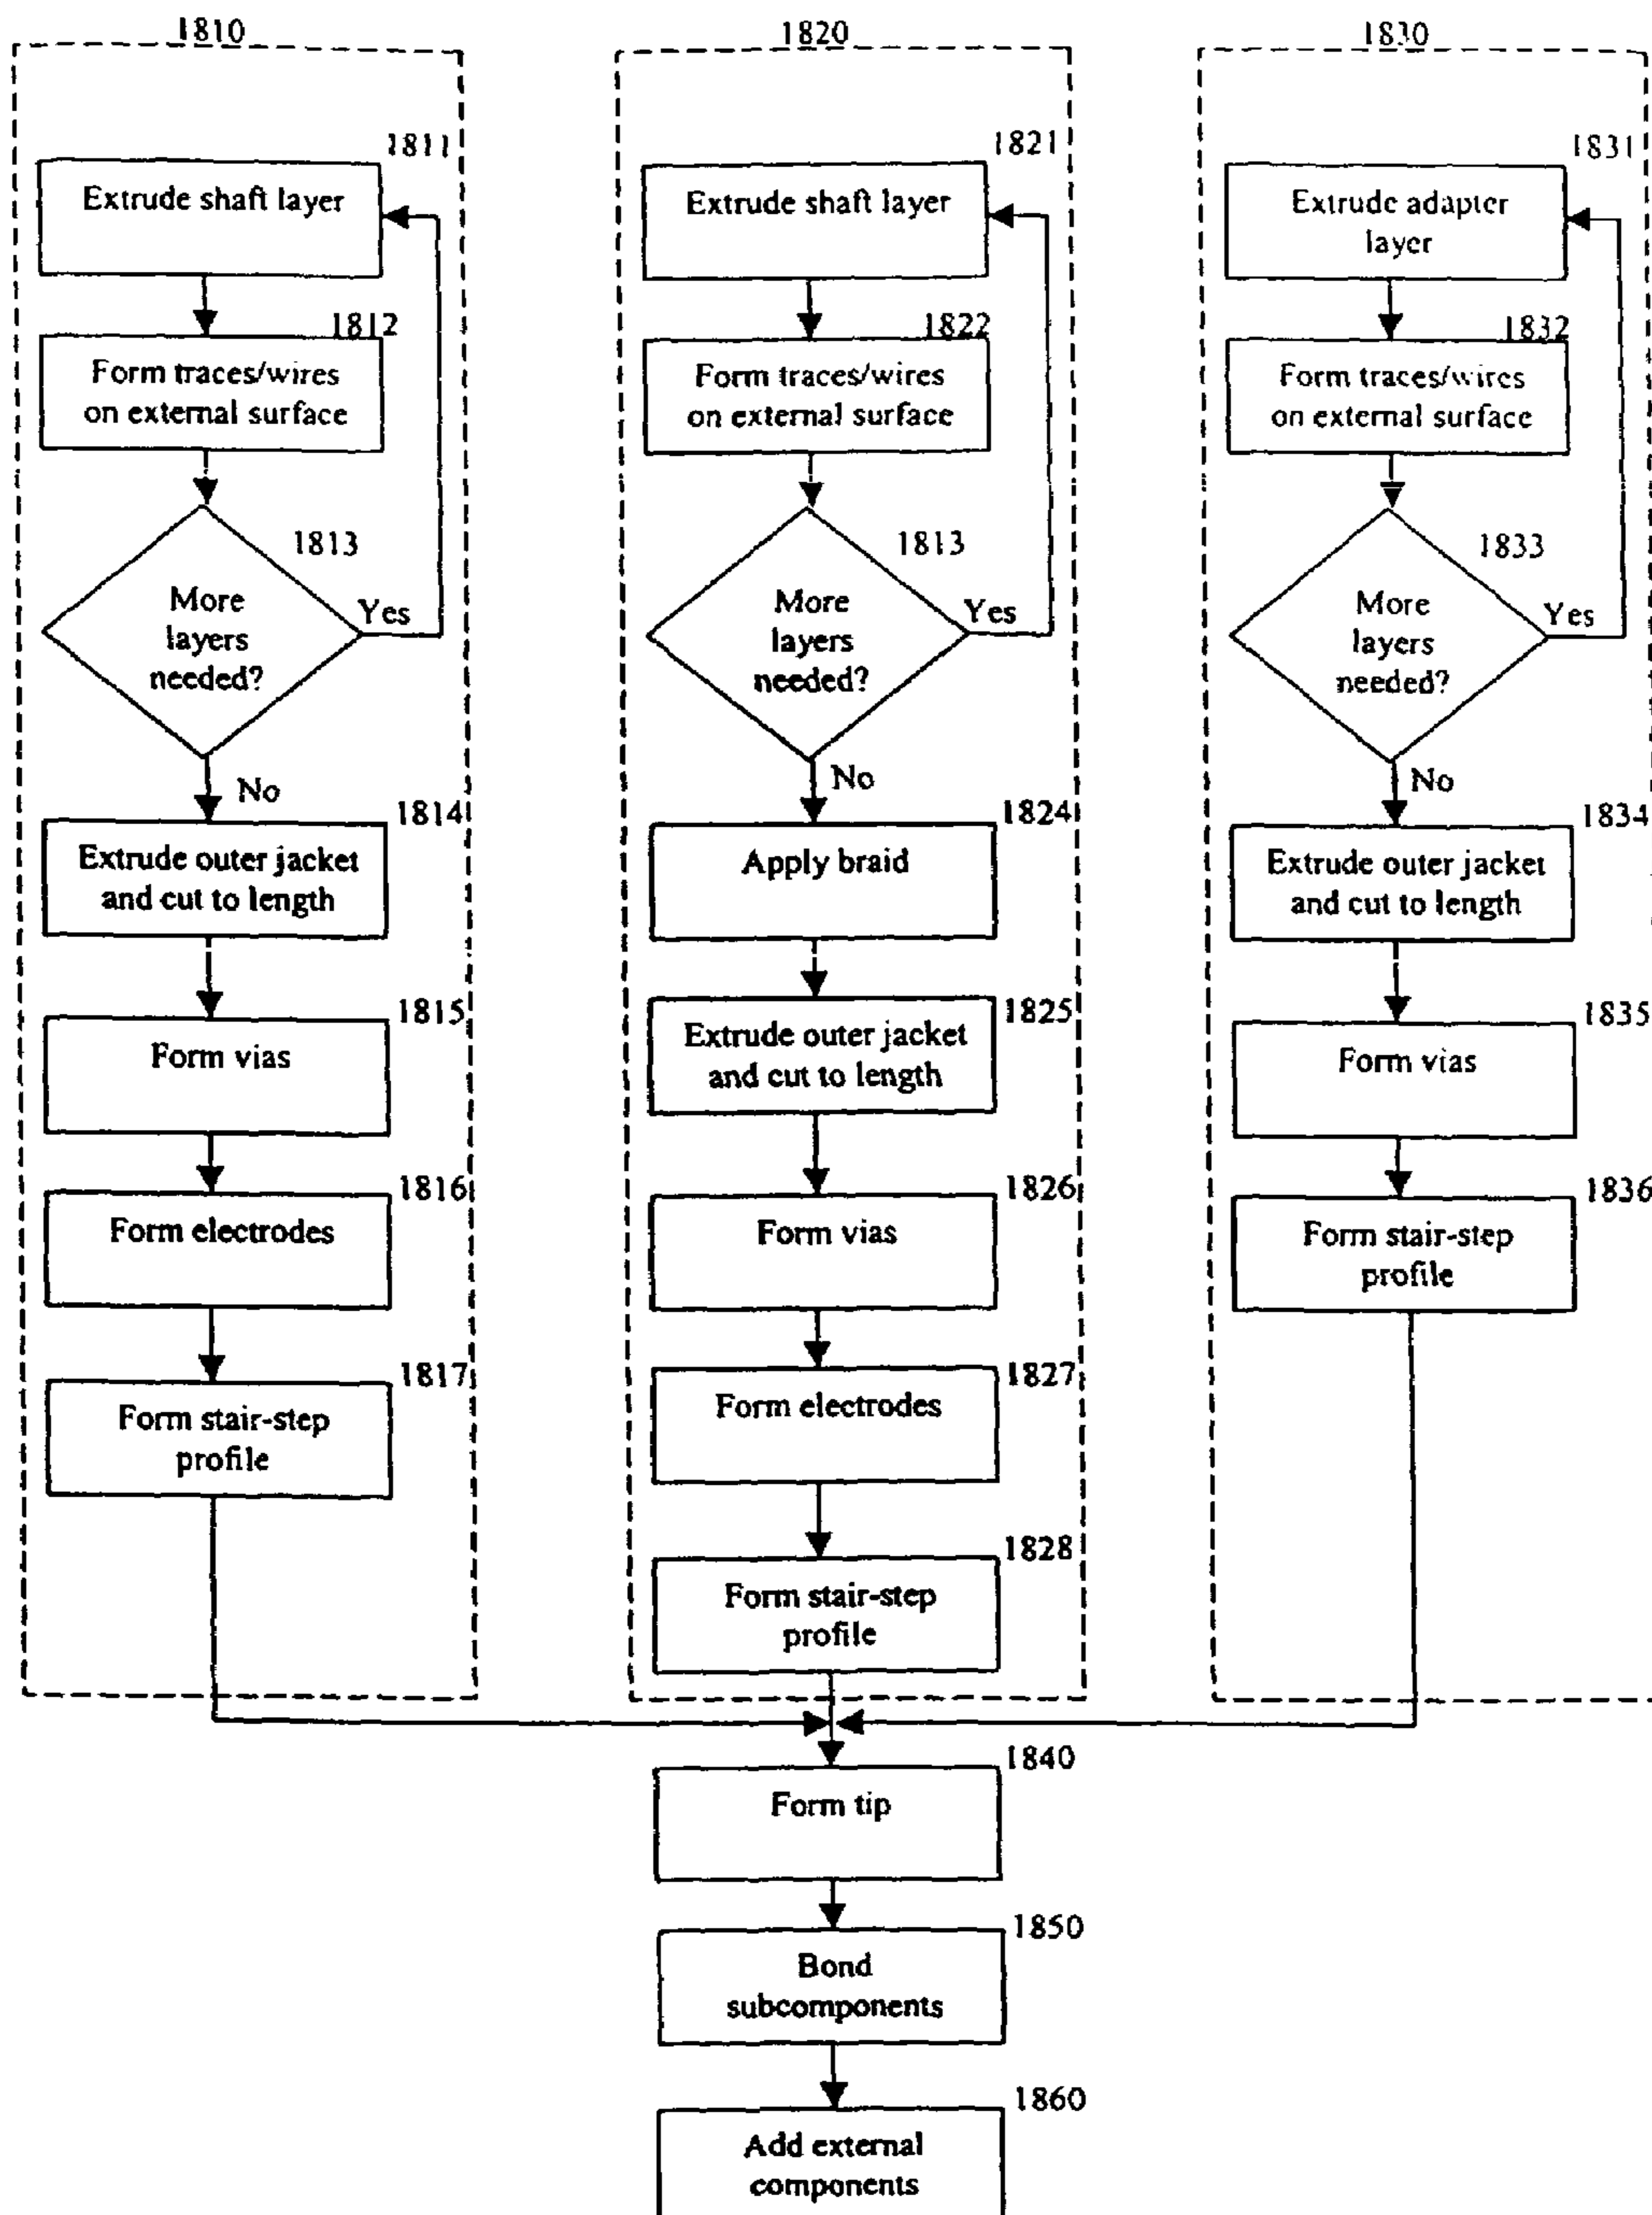 1810
1811
Extrude shaft layer
1812
Form traces/wires
on external surface
1813
More
layers
needed?
Yes
No
1814
Extrude outer jacket
and cut to length
1815
Form vias
1816
Form electrodes
1817
Form stair-step
profile
1820
1821
Extrude shaft layer
1822
Form traces/wires
on external surface
1813
More
layers
needed?
Yes
No
1824
Apply braid
1825
Extrude outer jacket
and cut to length
1826
Form vias
1827
Form electrodes
1828
Form stair-step
profile
1830
1831
Extrude adapter
layer
1832
Form traces/wires
on external surface
1833
More
layers
needed?
Yes
No
1834
Extrude outer jacket
and cut to length
1835
Form vias
1836
Form stair-step
profile
1840
Form tip
1850
Bond
subcomponents
1860
Add external
components